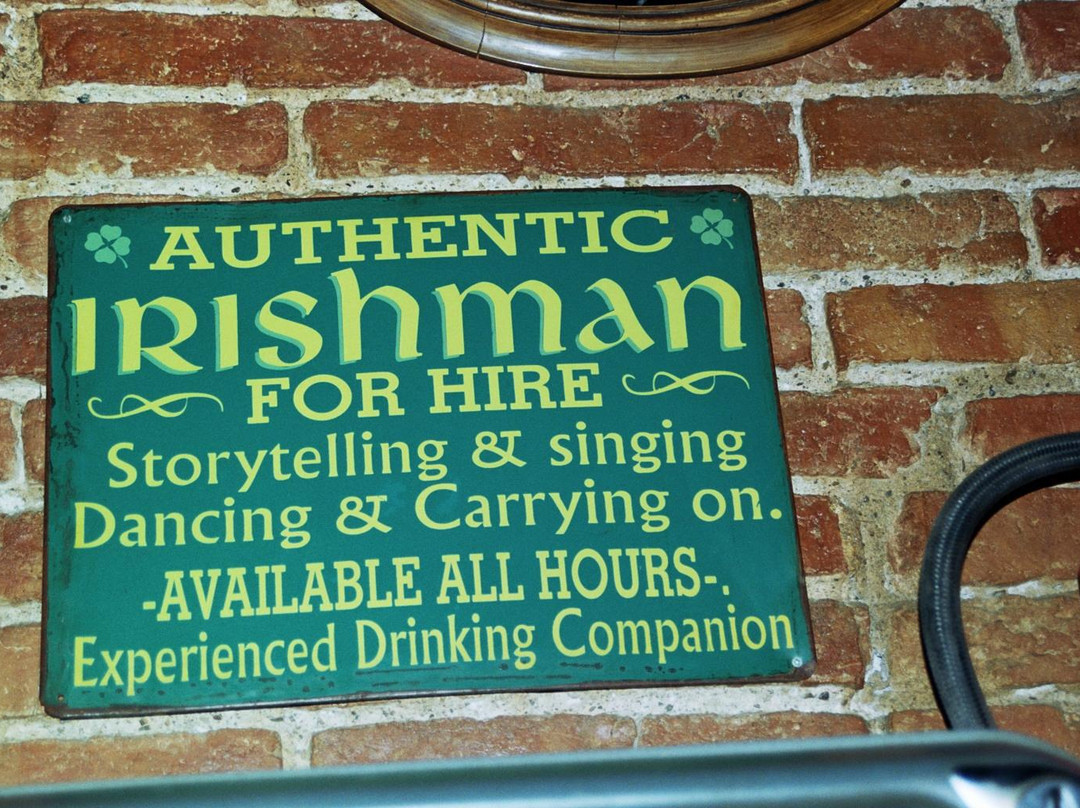 AUTHENTIC
IRISHMAN
FOR HIRE
Storytelling & singing
Dancing & Carrying on.
-AVAILABLE ALL HOURS-.
Experienced Drinking Companion